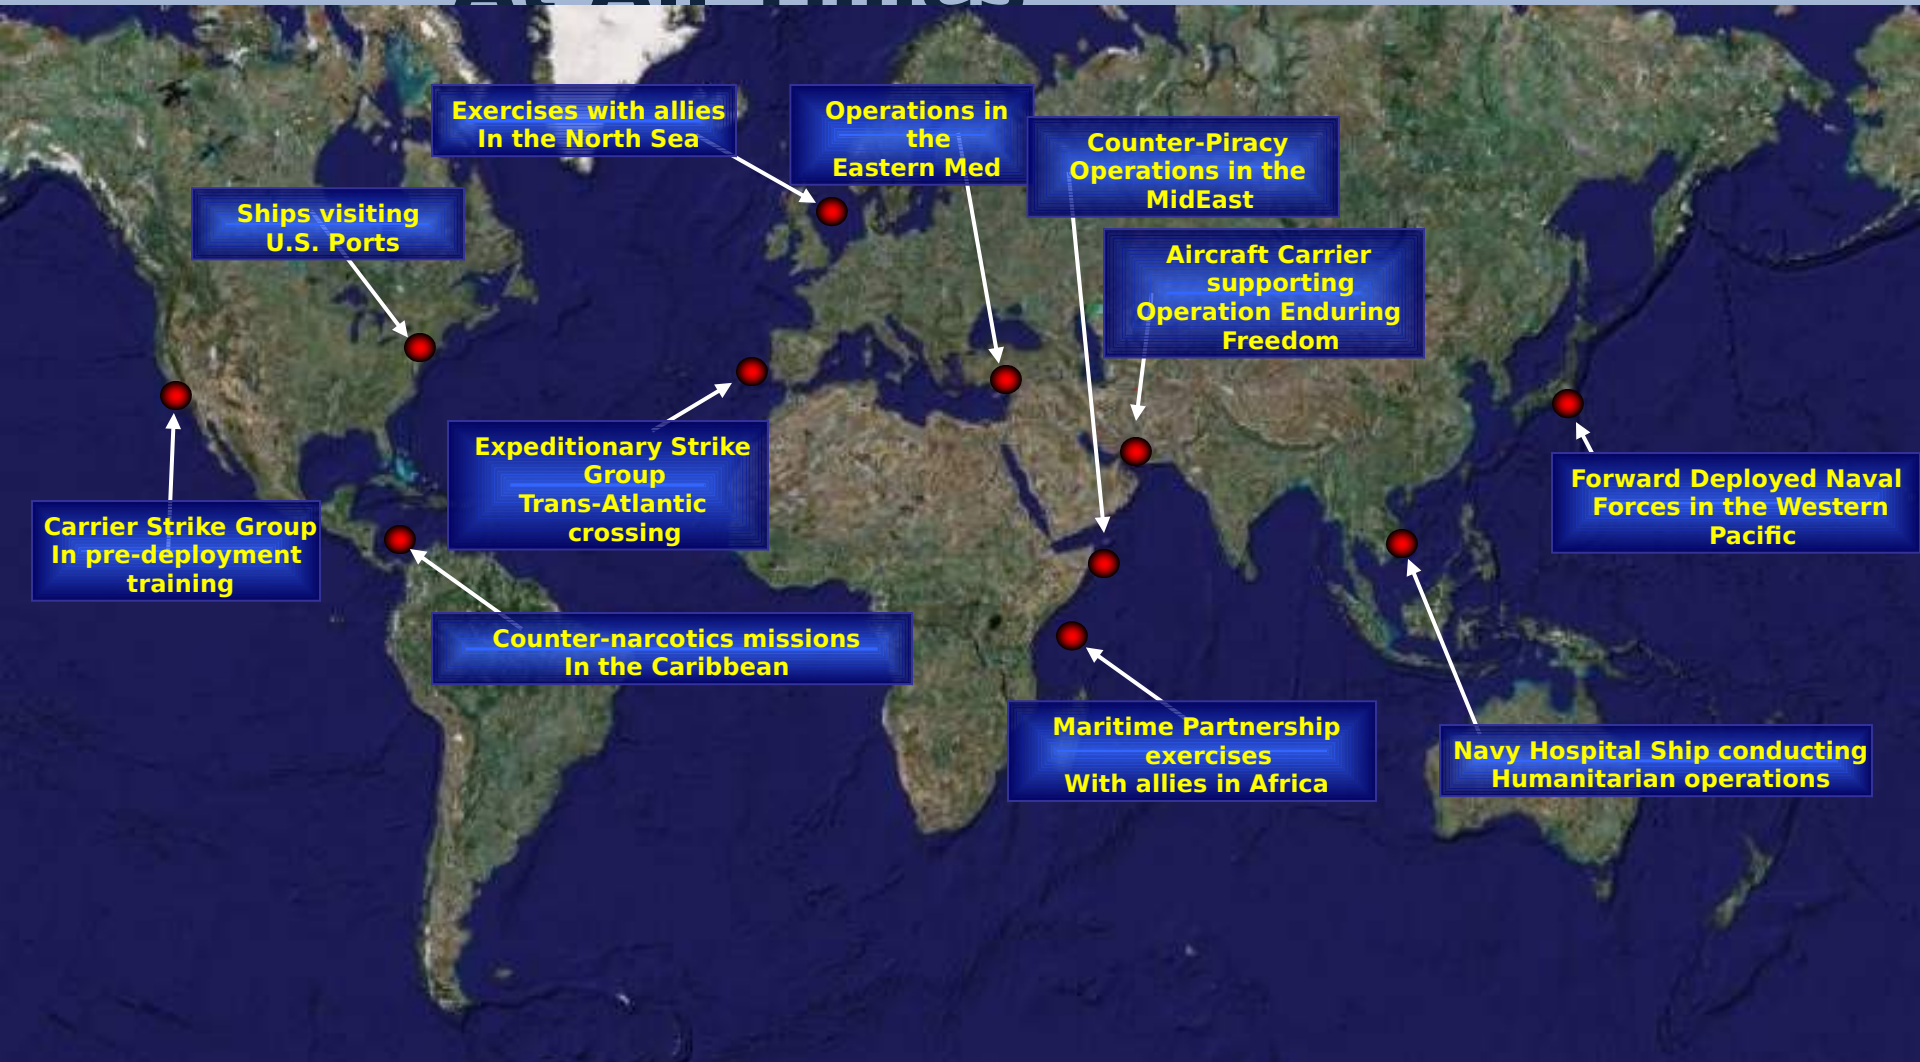 Exercises with allies
In the North Sea
Operations in
the
Eastern Med
Counter-Piracy
Operations in the
MidEast
Ships visiting
U.S. Ports
Aircraft Carrier
supporting
Operation Enduring
Freedom
Expeditionary Strike
Group
Trans-Atlantic
crossing
Forward Deployed Naval
Forces in the Western
Pacific
Carrier Strike Group
In pre-deployment
training
Counter-narcotics missions
In the Caribbean
Maritime Partnership
exercises
With allies in Africa
Navy Hospital Ship conducting
Humanitarian operations